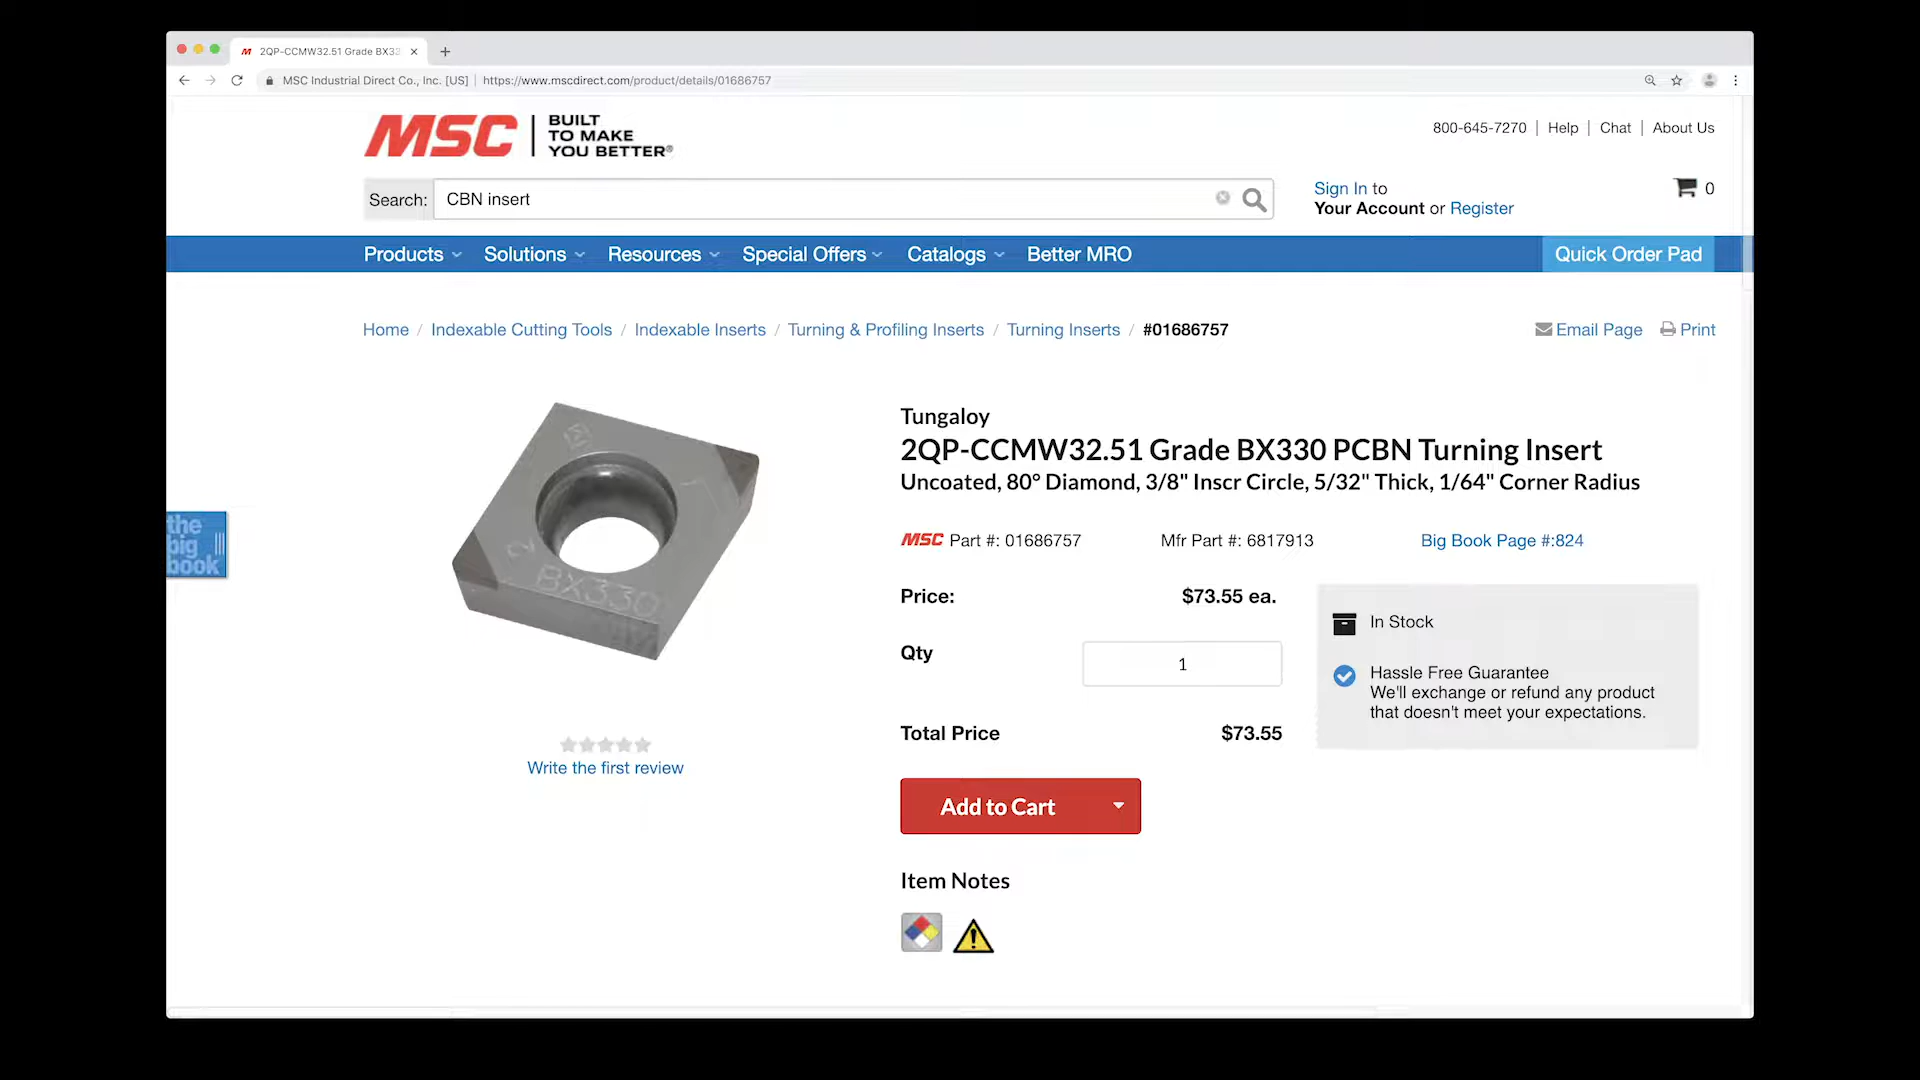 2QP-CCMW32.51 Grade BX33
MSC Industrial Direct Co., Inc. [US] | https://www.mscdirect.com/product/details/01686757
MSC
BUILT
TO MAKE
YOU BETTER®
800-645-7270 | Help | Chat | About Us
Search: CBN insert
Sign In to
Your Account or Register
0
Products Solutions Resources Special Offers Catalogs Better MRO Quick Order Pad
Home / Indexable Cutting Tools / Indexable Inserts / Turning & Profiling Inserts / Turning Inserts / #01686757
Email Page Print
Tungaloy
2QP-CCMW32.51 Grade BX330 PCBN Turning Insert
Uncoated, 80° Diamond, 3/8" Inscr Circle, 5/32" Thick, 1/64" Corner Radius
MSC Part #: 01686757 Mfr Part #: 6817913 Big Book Page #:824
the
big
book
BX330
Price: $73.55 ea.
In Stock
Qty 1
Hassle Free Guarantee
We'll exchange or refund any product
that doesn't meet your expectations.
Total Price $73.55
Write the first review
Add to Cart
Item Notes